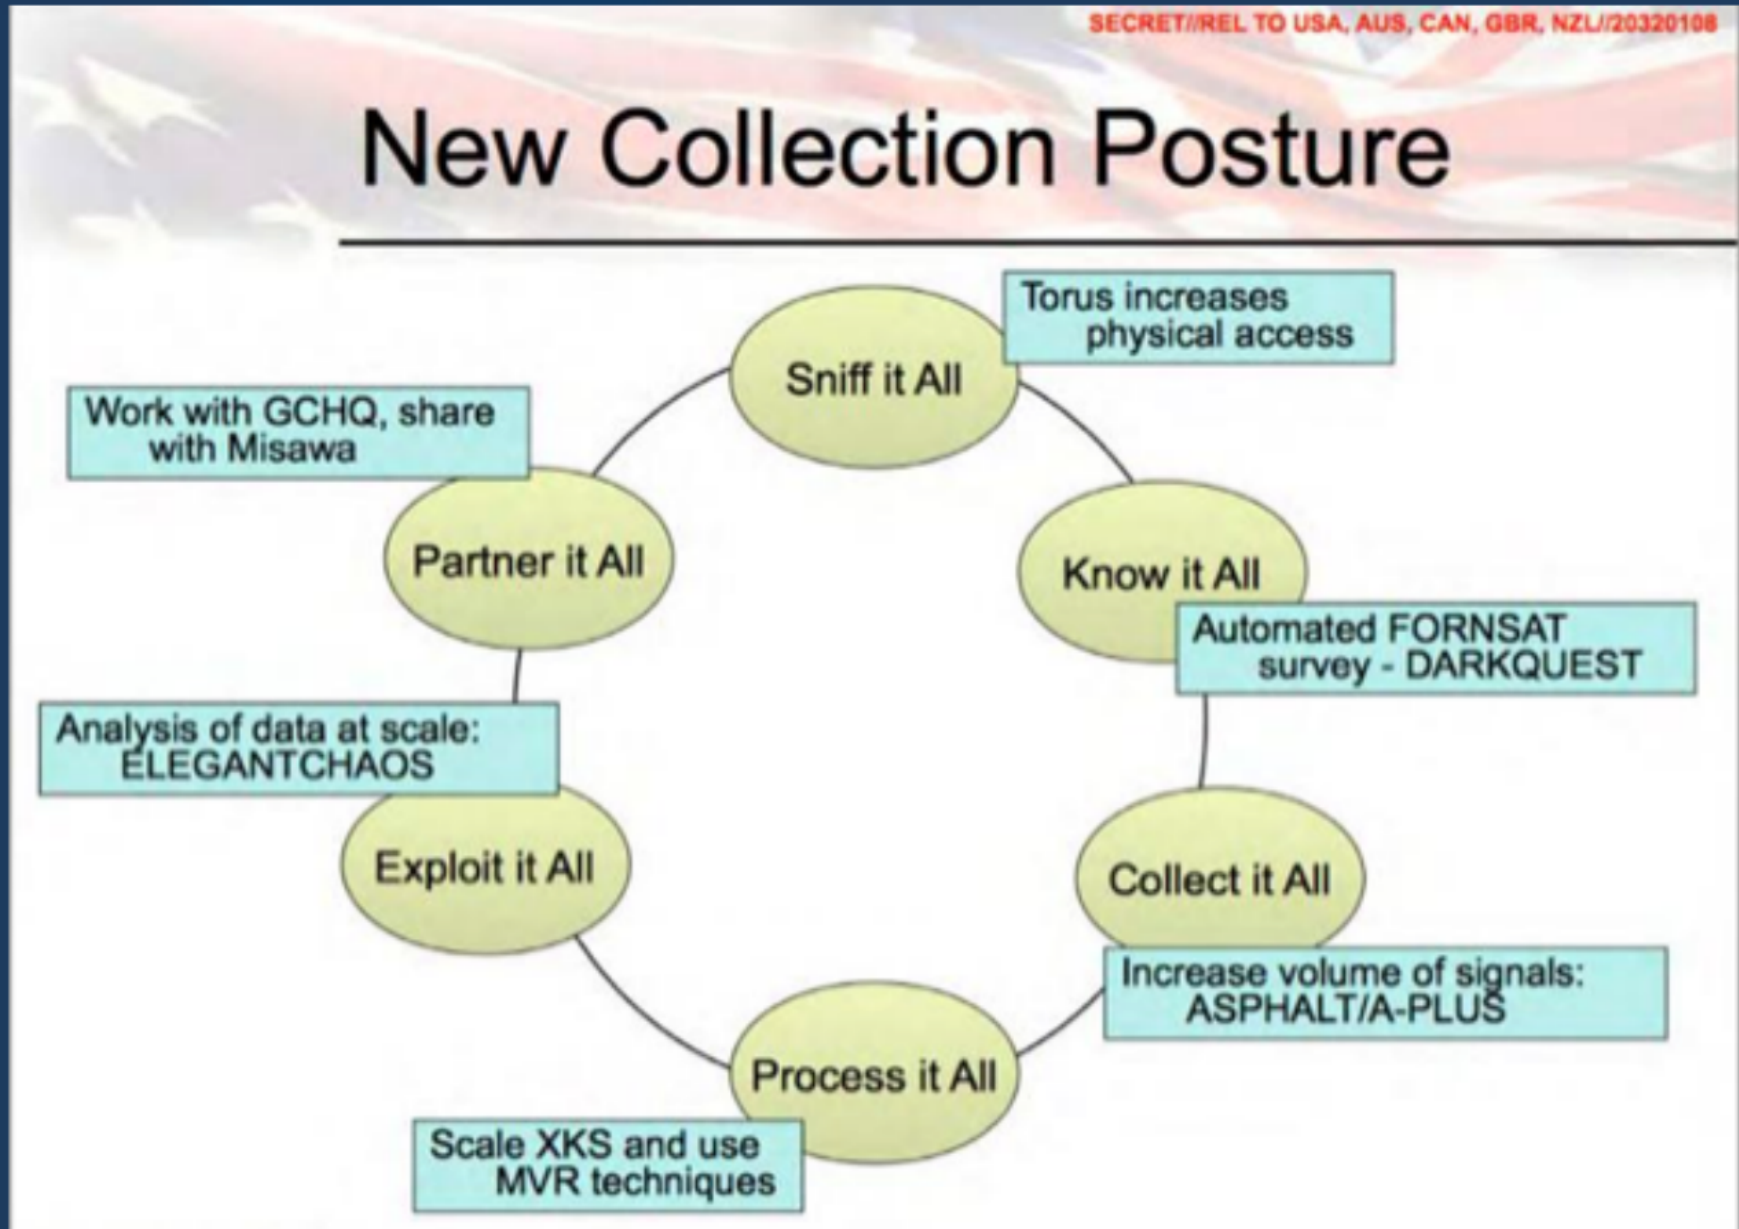 SECRET//REL TO USA, AUS, CAN, GBR, NZL//20320108
New Collection Posture
Sniff it All
Torus increases
physical access
Know it All
Automated FORNSAT
survey - DARKQUEST
Collect it All
Increase volume of signals:
ASPHALT/A-PLUS
Process it All
Scale XKS and use
MVR techniques
Exploit it All
Analysis of data at scale:
ELEGANTCHAOS
Partner it All
Work with GCHQ, share
with Misawa